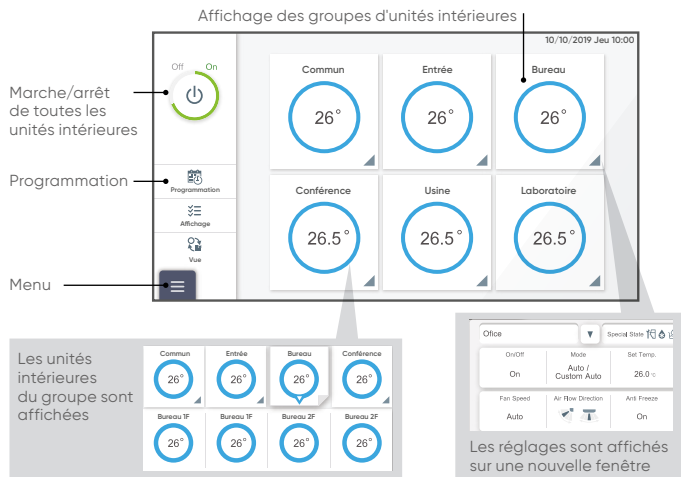 Affichage des groupes d'unités intérieures
10/10/2019 Jeu 10:00
Off On
Marche/arrêt
de toutes les
unités intérieures
Commun Entrée Bureau
26° 26° 26°
Programmation
Programmation
Affichage
Vue
Menu
Conférence Usine Laboratoire
26.5° 26.5° 26.5°
Les unités
intérieures
du groupe sont
affichées
Commun Entrée Bureau Conférence
26° 26° 26° 26°
Bureau 1F Bureau 1F Bureau 2F Bureau 2F
26° 26° 26° 26°
Ofice Special State
On/Off Mode Set Temp.
On Auto / Custom Auto 26.0 °c
Fan Speed Air Flow Direction Anti Freeze
Auto On
Les réglages sont affichés
sur une nouvelle fenêtre